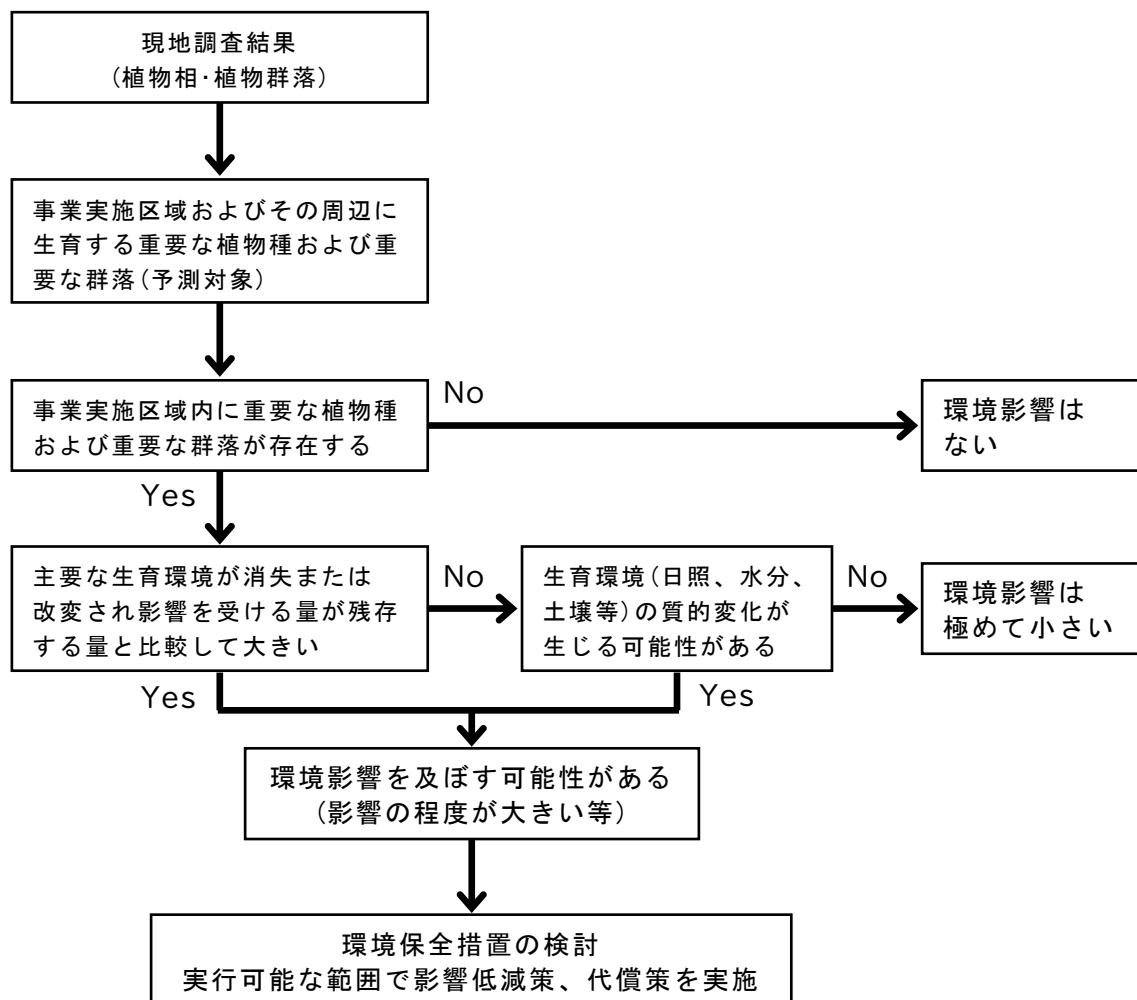 現地調査結果
(植物相･植物群落)
事業実施区域およびその周辺に
生育する重要な植物種および重
要な群落(予測対象)
事業実施区域内に重要な植物種
および重要な群落が存在する
No
環境影響は
ない
Yes
主要な生育環境が消失または
改変され影響を受ける量が残存
する量と比較して大きい
No
生育環境(日照、水分、
土壌等)の質的変化が
生じる可能性がある
No
環境影響は
極めて小さい
Yes
Yes
環境影響を及ぼす可能性がある
(影響の程度が大きい等)
環境保全措置の検討
実行可能な範囲で影響低減策、代償策を実施